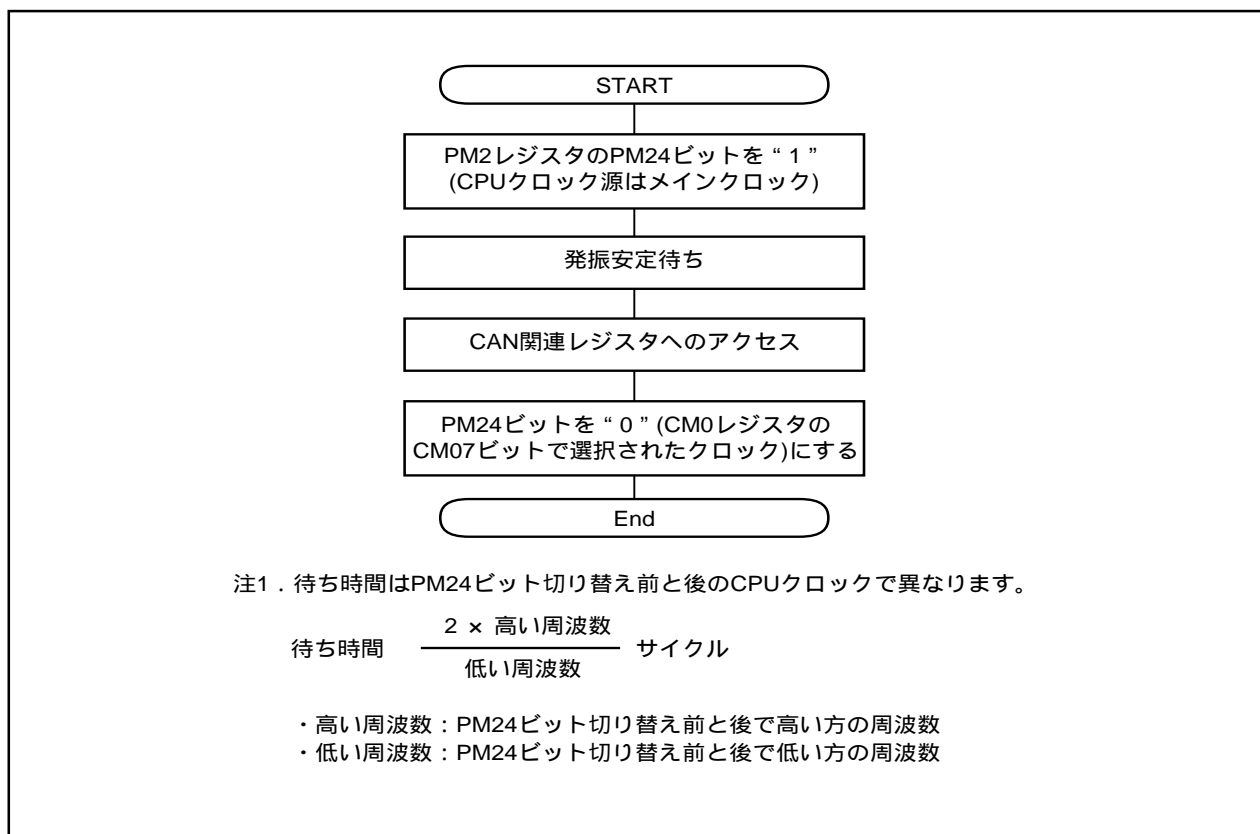 START
PM2レジスタのPM24ビットを“1”
(CPUクロック源はメインクロック)
発振安定待ち
CAN関連レジスタへのアクセス
PM24ビットを“0”(CM0レジスタの
CM07ビットで選択されたクロック)にする
End
注1．待ち時間はPM24ビット切り替え前と後のCPUクロックで異なります。
2 × 高い周波数
待ち時間 サイクル
低い周波数
・高い周波数：PM24ビット切り替え前と後で高い方の周波数
・低い周波数：PM24ビット切り替え前と後で低い方の周波数